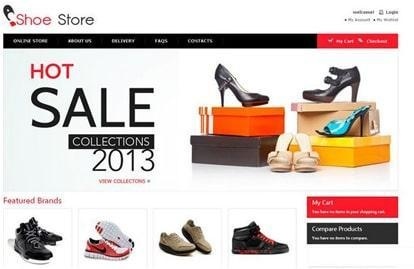 Shoe Store
welcome! Login
My Account My Wishlist
ONLINE STORE ABOUT US DELIVERY FAQS CONTACTS
My Cart Checkout
HOT
SALE
COLLECTIONS
2013
VIEW COLLECTONS »
Featured Brands
My Cart
You have no items in your shopping cart.
Compare Products
You have no items to compare.